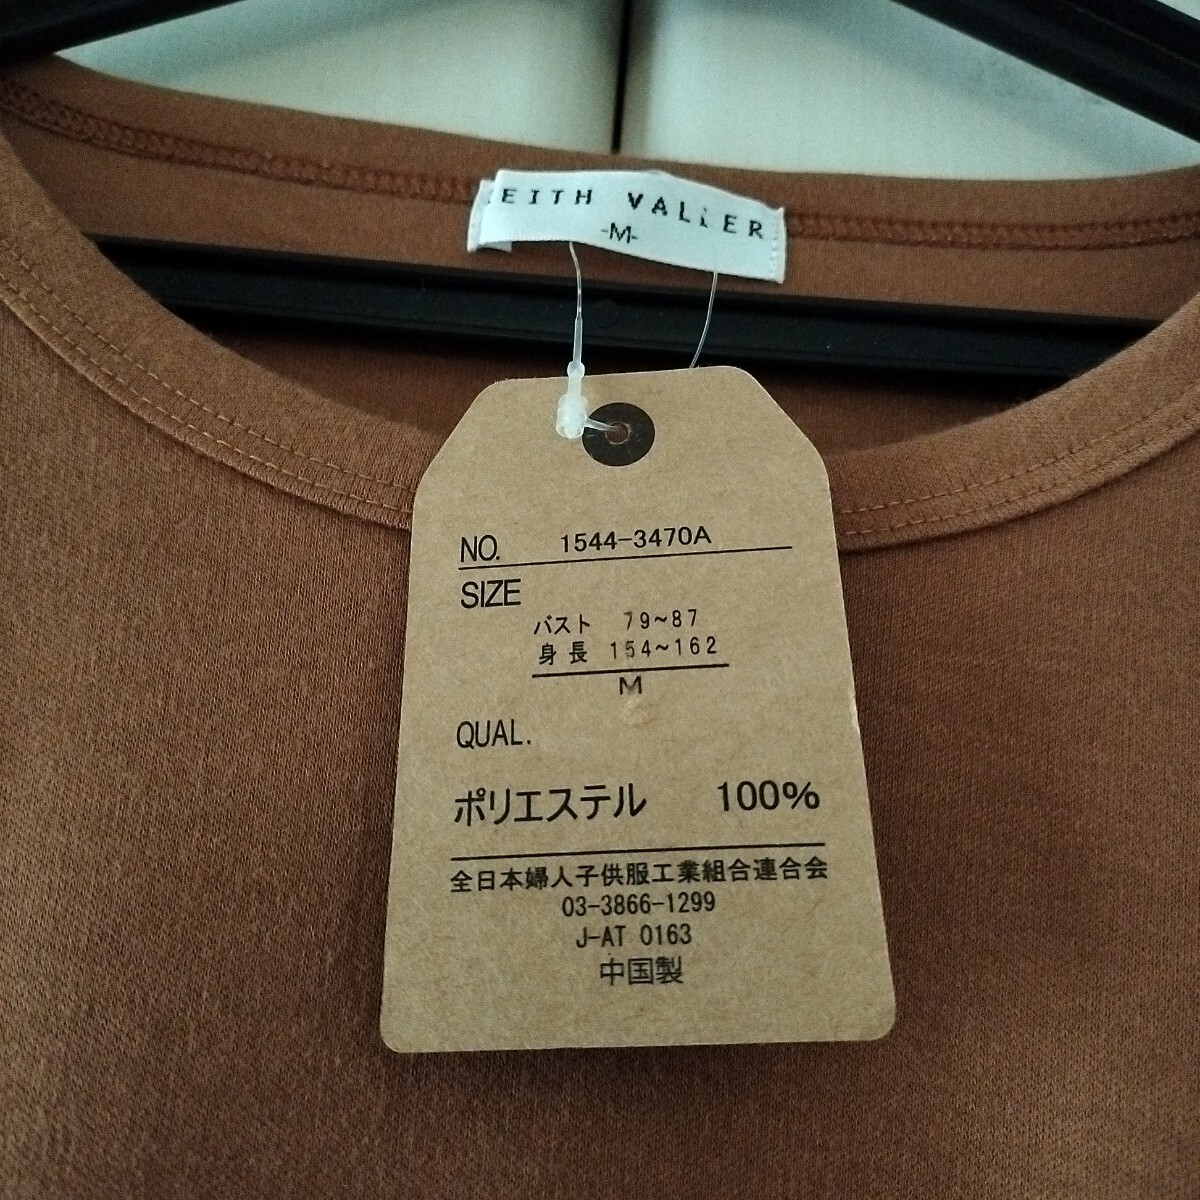 EITH VALLER
-M-
NO. 1544-3470A
SIZE
バスト 79~87
身長 154~162
M
QUAL.
ポリエステル 100%
全日本婦人子供服工業組合連合会
03-3866-1299
J-AT 0163
中国製